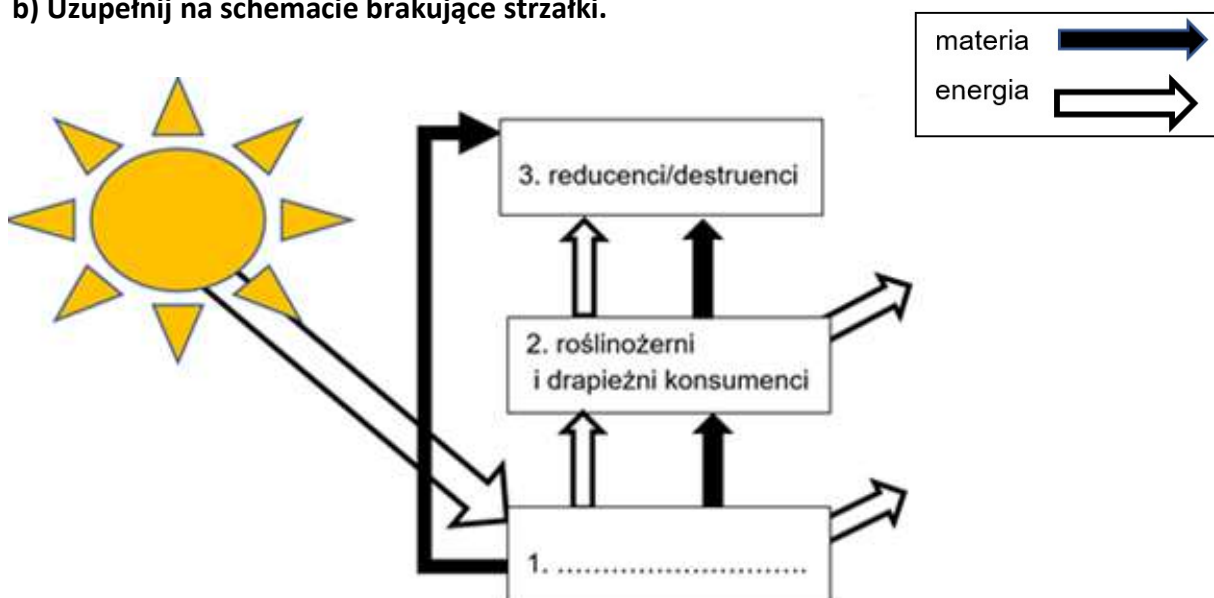 b) Uzupełnij na schemacie brakujące strzałki.
materia
energia
3. reducenci/destruenci
2. roślinożerni
i drapieżni konsumenci
1. ............................